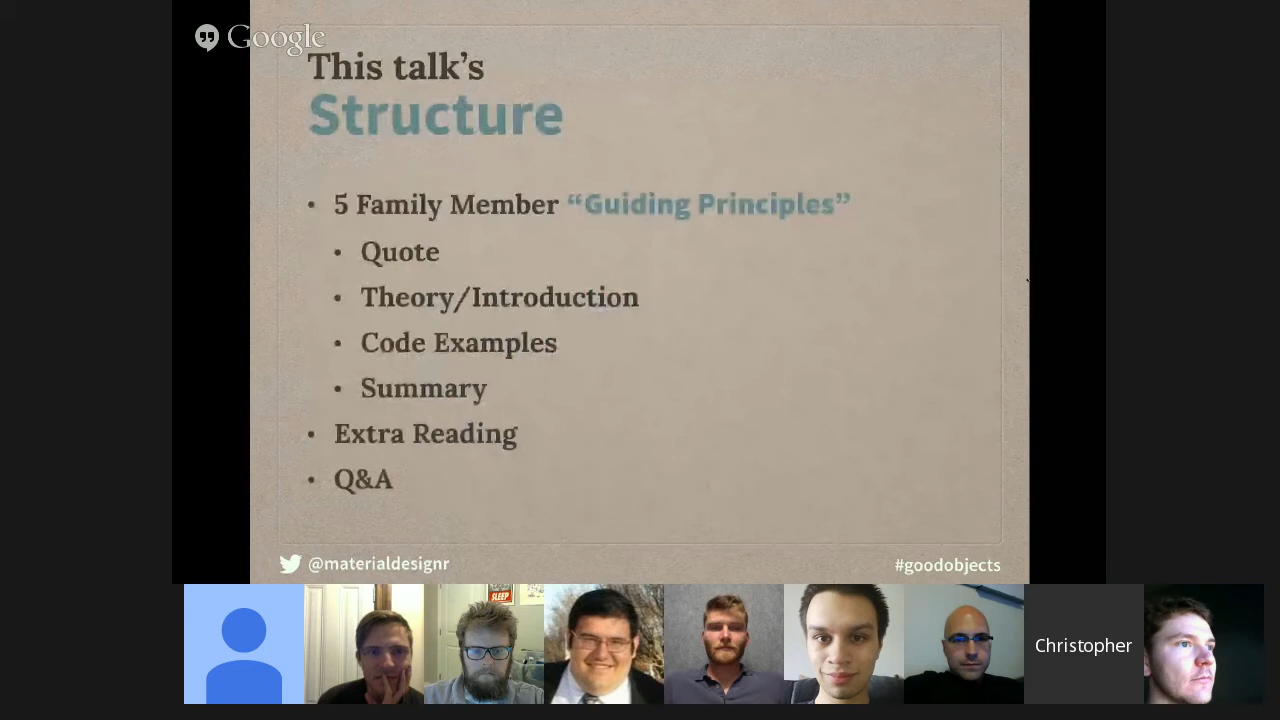 Google
This talk's
Structure
• 5 Family Member “Guiding Principles”
• Quote
• Theory/Introduction
• Code Examples
• Summary
• Extra Reading
• Q&A
@materialdesignr
#goodobjects
SLEEP
Christopher